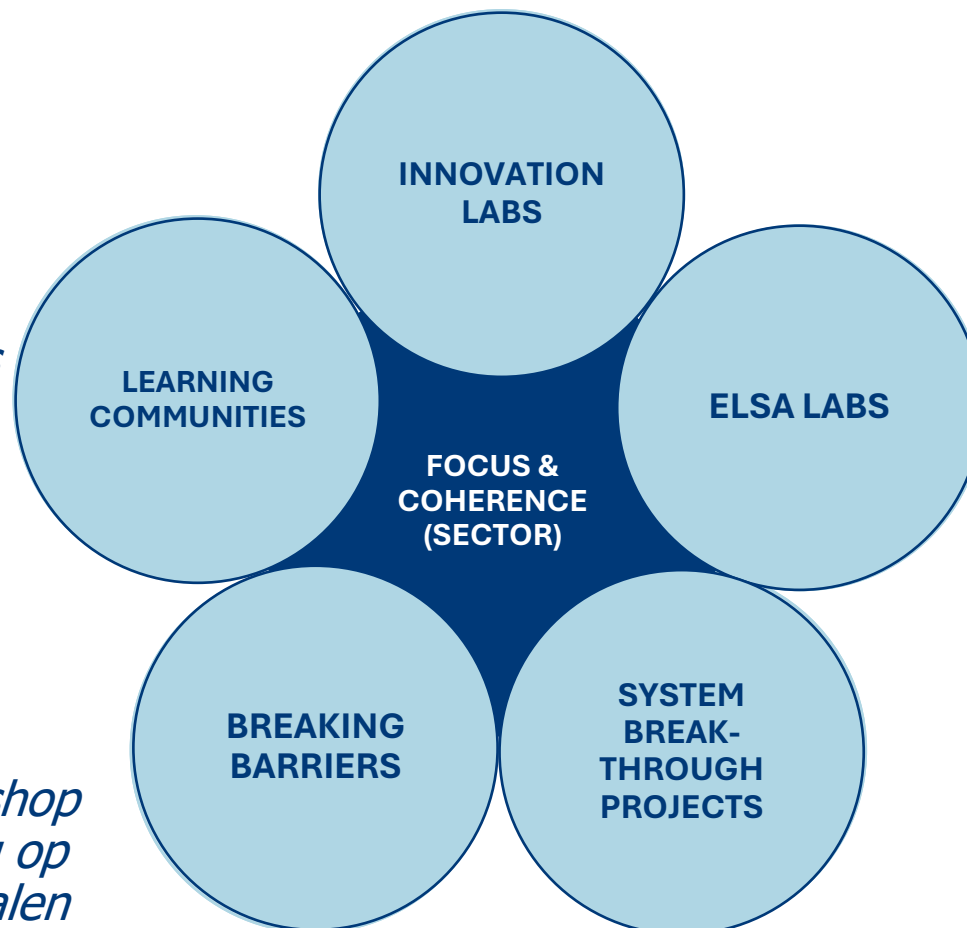 INNOVATION
LABS
LEARNING
COMMUNITIES
ELSA LABS
FOCUS &
COHERENCE
(SECTOR)
SYSTEM
BREAK-
THROUGH
PROJECTS
BREAKING
BARRIERS
shop
op
alen